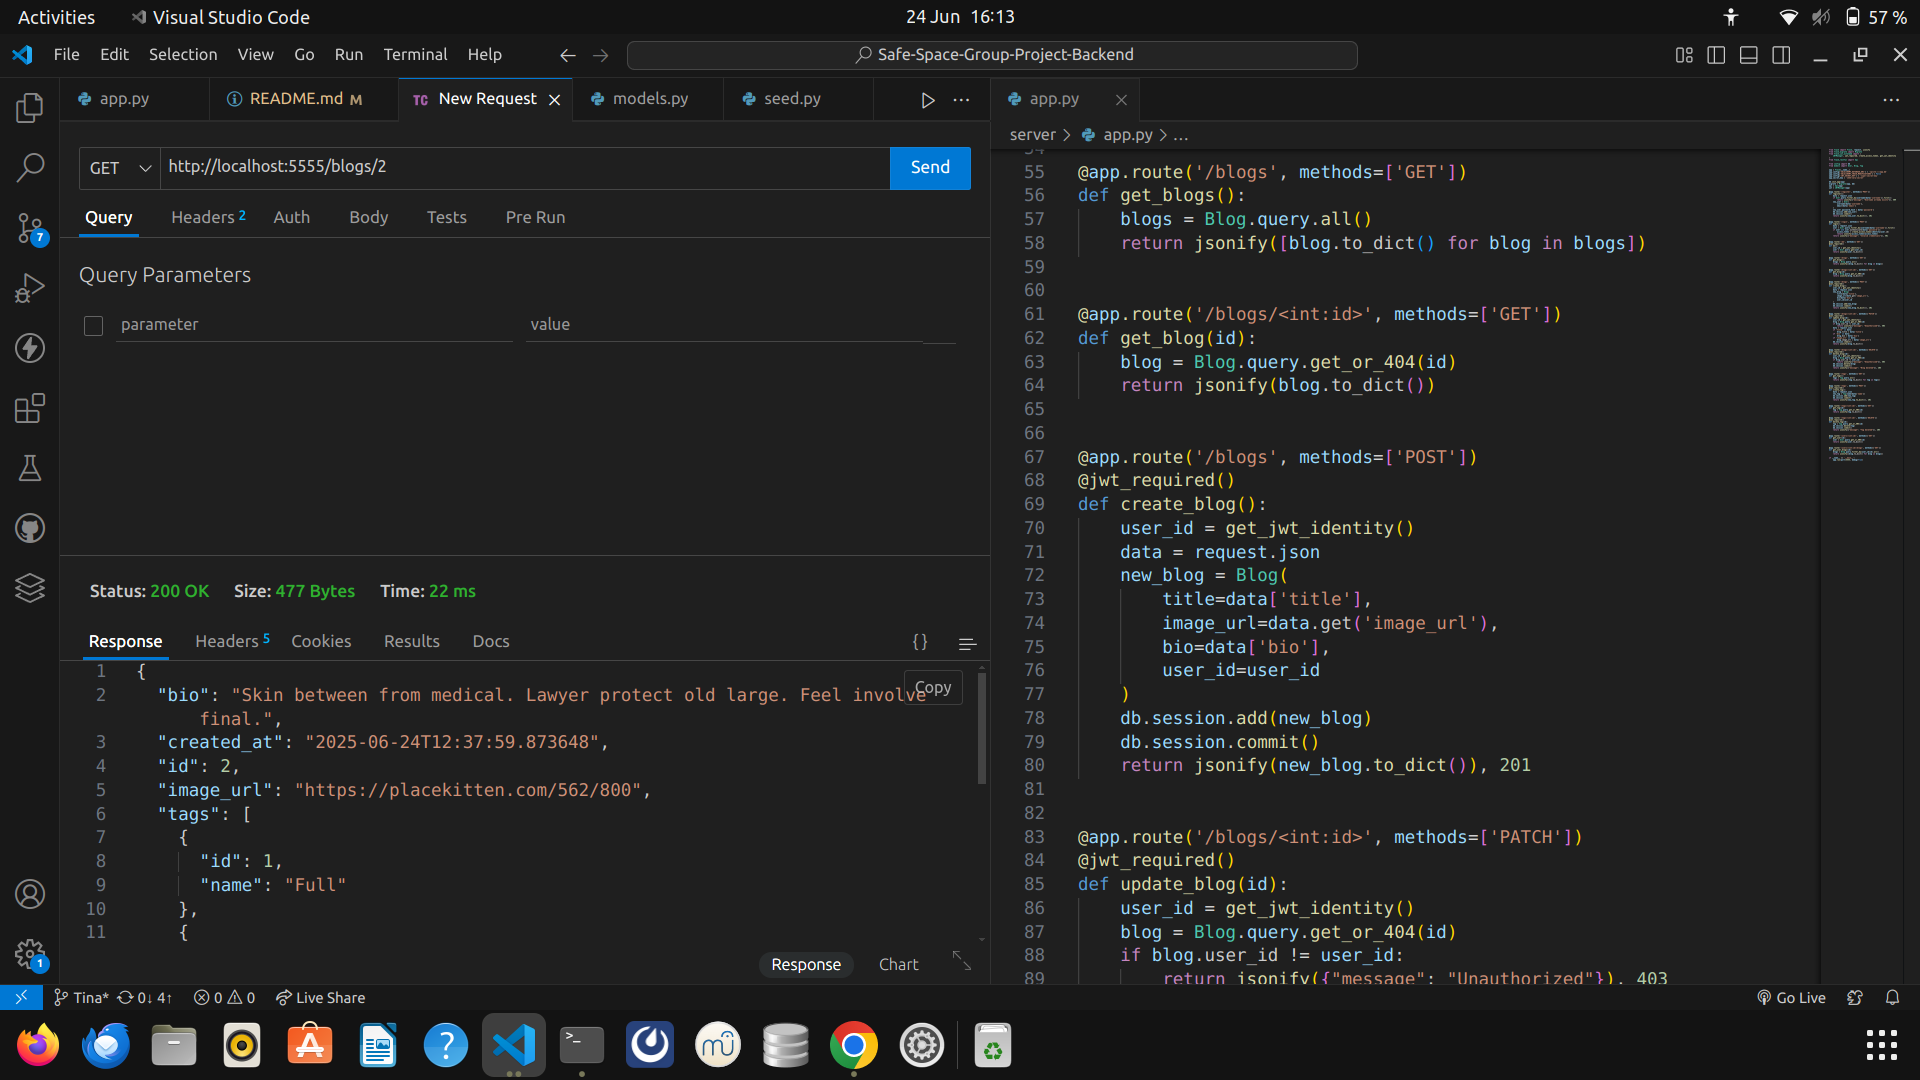 Activities
Visual Studio Code
24 Jun 16:13
57 %
File Edit Selection View Go Run Terminal Help
Safe-Space-Group-Project-Backend
app.py
README.md M
TC New Request
models.py
seed.py
app.py
server > app.py > ...
GET
http://localhost:5555/blogs/2
Send
Query Headers 2 Auth Body Tests Pre Run
Query Parameters
parameter
value
Status: 200 OK Size: 477 Bytes Time: 22 ms
Response Headers 5 Cookies Results Docs
{}
Copy
1 {
2 "bio": "Skin between from medical. Lawyer protect old large. Feel involve
final.",
3 "created_at": "2025-06-24T12:37:59.873648",
4 "id": 2,
5 "image_url": "https://placekitten.com/562/800",
6 "tags": [
7 {
8 "id": 1,
9 "name": "Full"
10 },
11 {
Response Chart
54
55 @app.route('/blogs', methods=['GET'])
56 def get_blogs():
57 blogs = Blog.query.all()
58 return jsonify([blog.to_dict() for blog in blogs])
59
60
61 @app.route('/blogs/<int:id>', methods=['GET'])
62 def get_blog(id):
63 blog = Blog.query.get_or_404(id)
64 return jsonify(blog.to_dict())
65
66
67 @app.route('/blogs', methods=['POST'])
68 @jwt_required()
69 def create_blog():
70 user_id = get_jwt_identity()
71 data = request.json
72 new_blog = Blog(
73 title=data['title'],
74 image_url=data.get('image_url'),
75 bio=data['bio'],
76 user_id=user_id
77 )
78 db.session.add(new_blog)
79 db.session.commit()
80 return jsonify(new_blog.to_dict()), 201
81
82
83 @app.route('/blogs/<int:id>', methods=['PATCH'])
84 @jwt_required()
85 def update_blog(id):
86 user_id = get_jwt_identity()
87 blog = Blog.query.get_or_404(id)
88 if blog.user_id != user_id:
89 return jsonify({"message": "Unauthorized"}), 403
7
1
Tina* 0↓ 4↑ 0 0 Live Share
Go Live